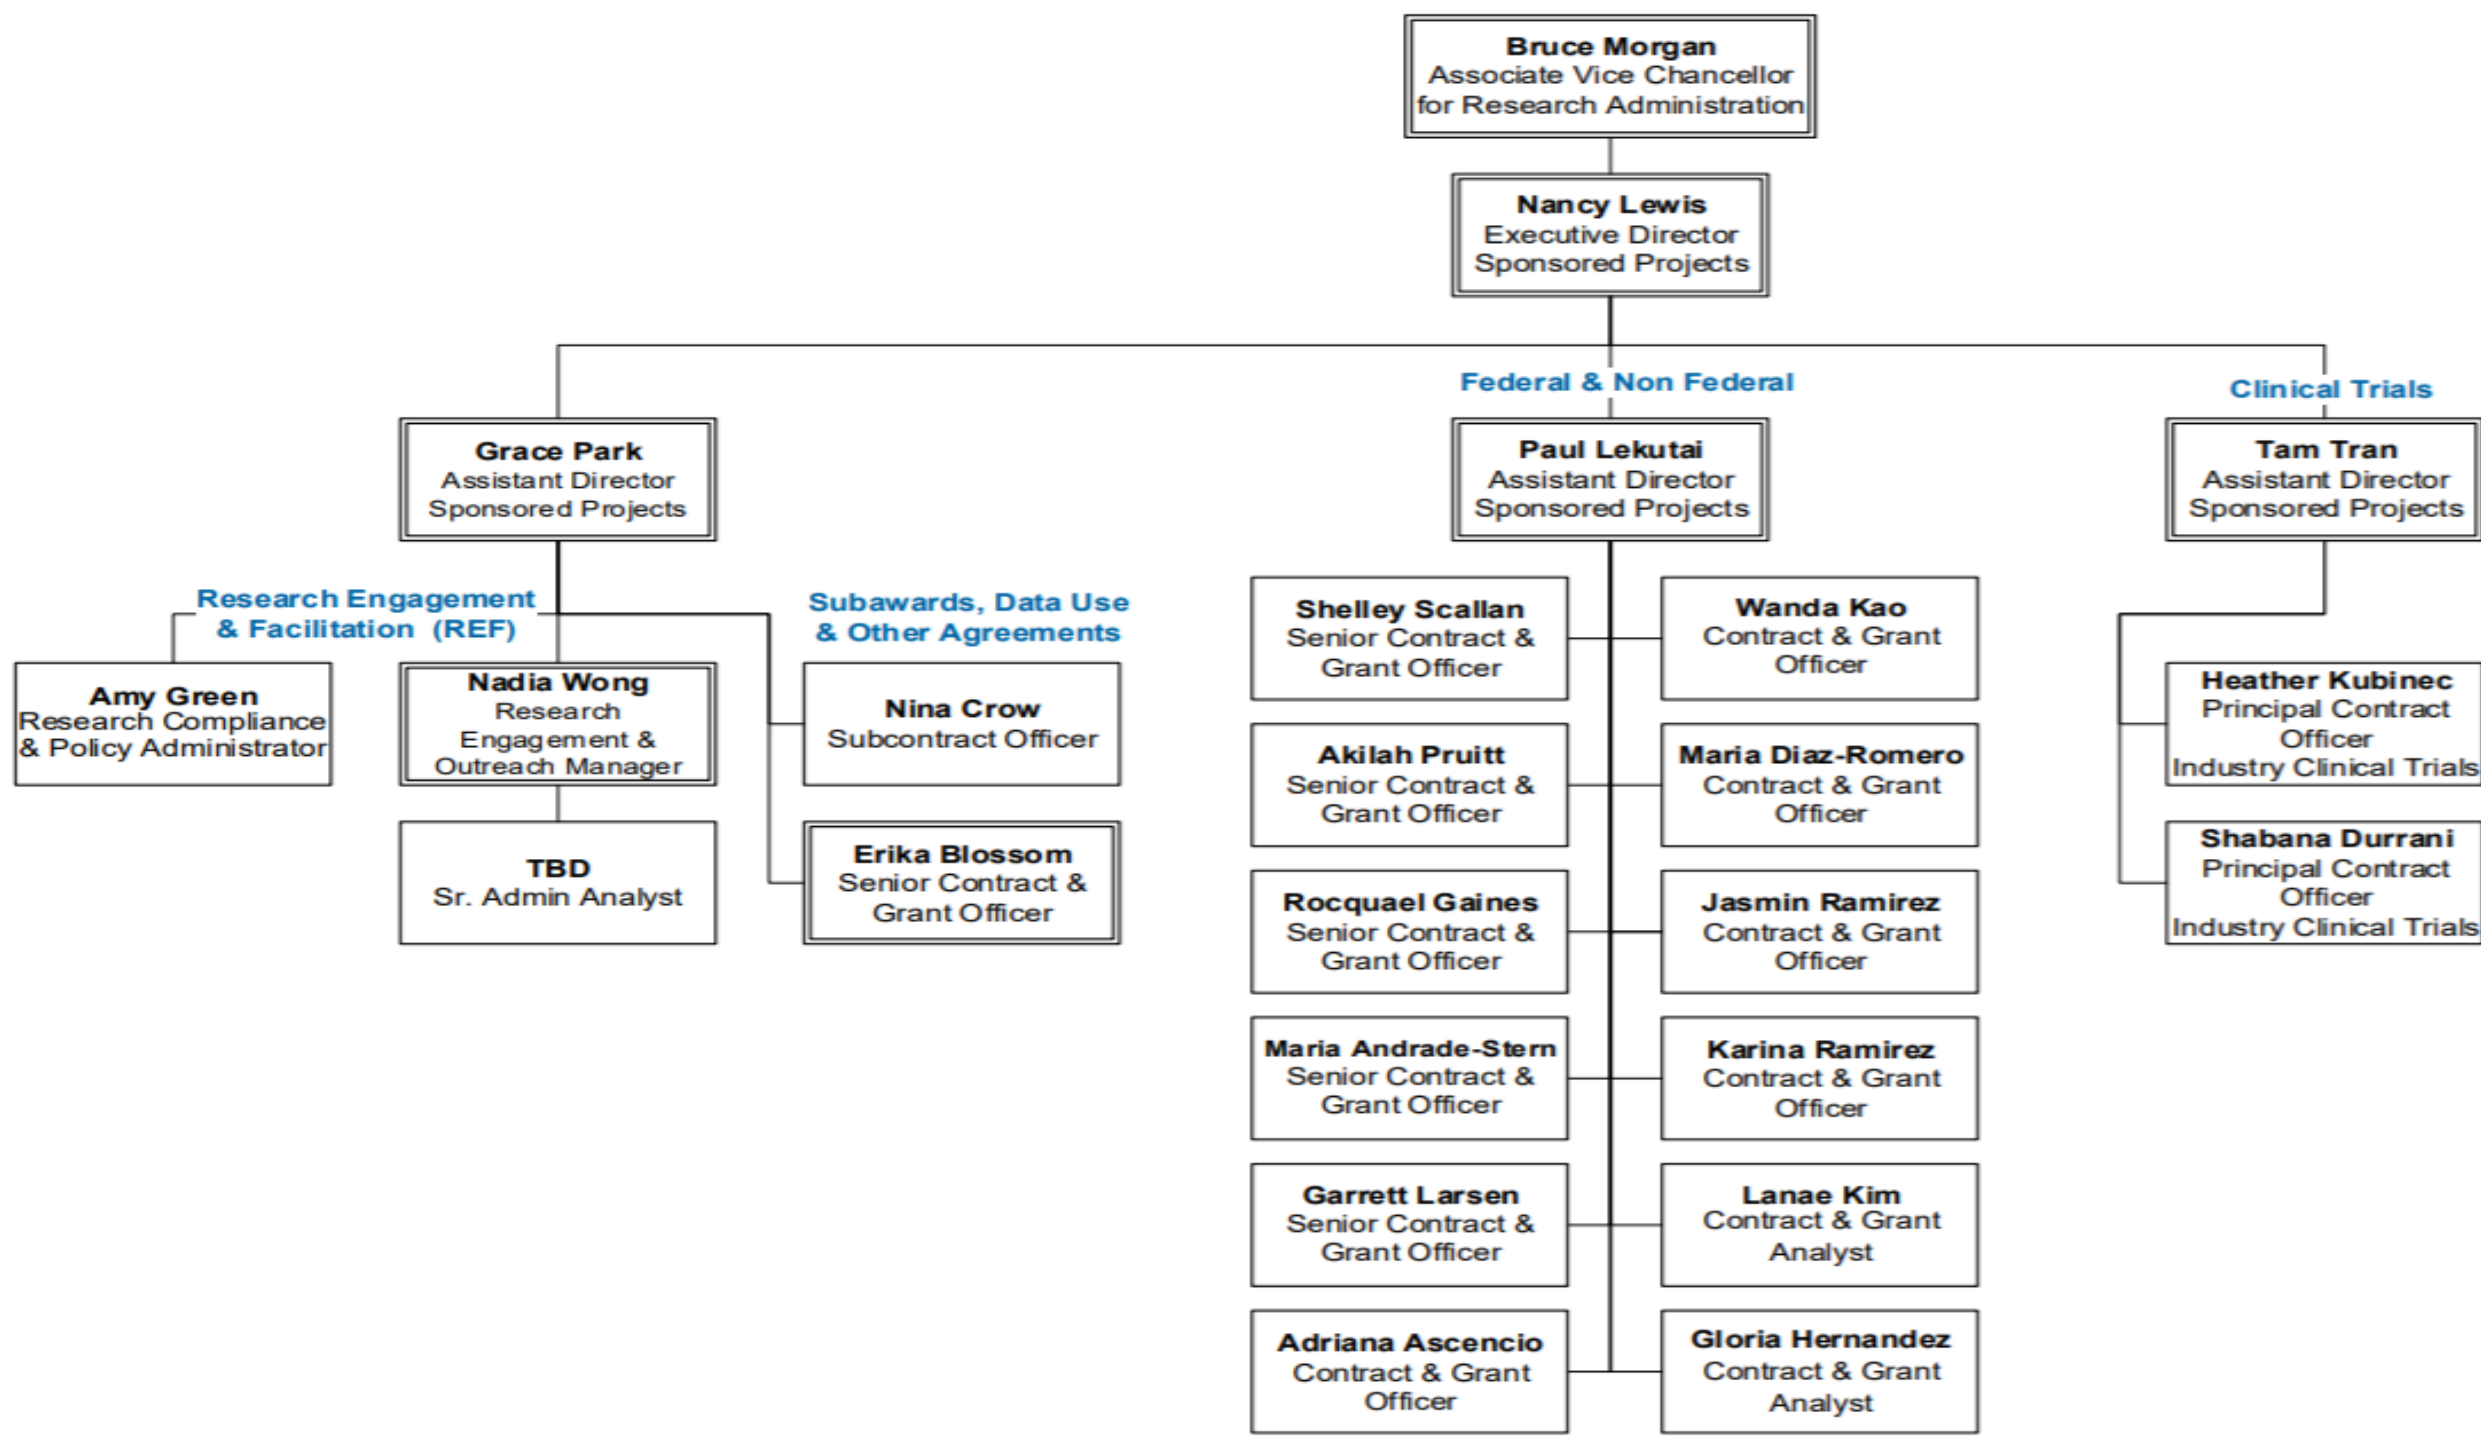 Bruce Morgan
Associate Vice Chancellor
for Research Administration
Nancy Lewis
Executive Director
Sponsored Projects
Federal & Non Federal
Clinical Trials
Grace Park
Assistant Director
Sponsored Projects
Paul Lekutai
Assistant Director
Sponsored Projects
Tam Tran
Assistant Director
Sponsored Projects
Research Engagement
& Facilitation (REF)
Subawards, Data Use
& Other Agreements
Amy Green
Research Compliance
& Policy Administrator
Nadia Wong
Research
Engagement &
Outreach Manager
Nina Crow
Subcontract Officer
TBD
Sr. Admin Analyst
Erika Blossom
Senior Contract &
Grant Officer
Shelley Scallan
Senior Contract &
Grant Officer
Wanda Kao
Contract & Grant
Officer
Akilah Pruitt
Senior Contract &
Grant Officer
Maria Diaz-Romero
Contract & Grant
Officer
Rocquael Gaines
Senior Contract &
Grant Officer
Jasmin Ramirez
Contract & Grant
Officer
Maria Andrade-Stern
Senior Contract &
Grant Officer
Karina Ramirez
Contract & Grant
Officer
Garrett Larsen
Senior Contract &
Grant Officer
Lanae Kim
Contract & Grant
Analyst
Adriana Ascencio
Contract & Grant
Officer
Gloria Hernandez
Contract & Grant
Analyst
Heather Kubinec
Principal Contract
Officer
Industry Clinical Trials
Shabana Durrani
Principal Contract
Officer
Industry Clinical Trials